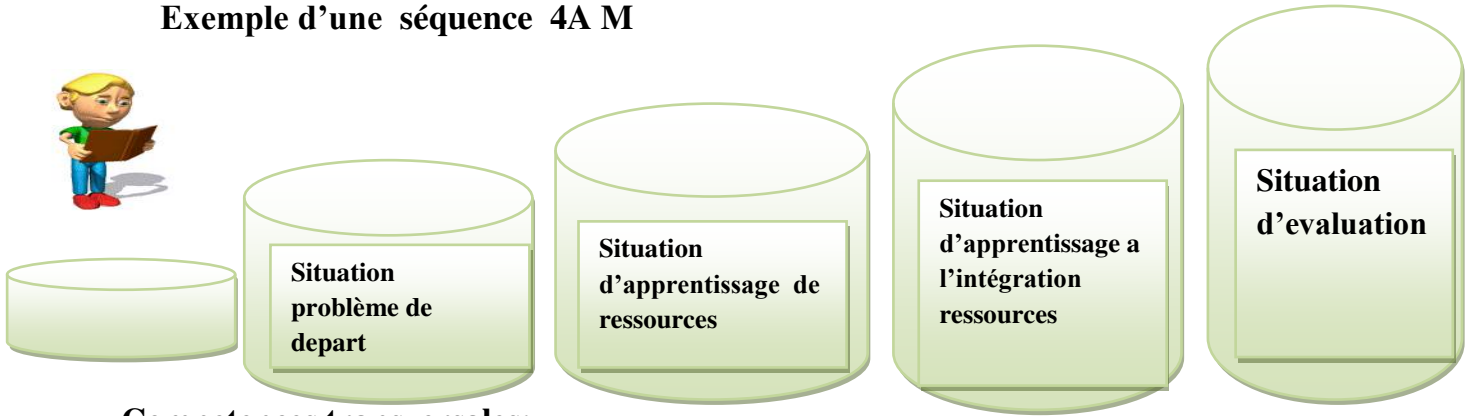 Exemple d’une séquence 4A M
Situation
problème de
depart
Situation
d’apprentissage de
ressources
Situation
d’apprentissage a
l’intégration
ressources
Situation
d’evaluation